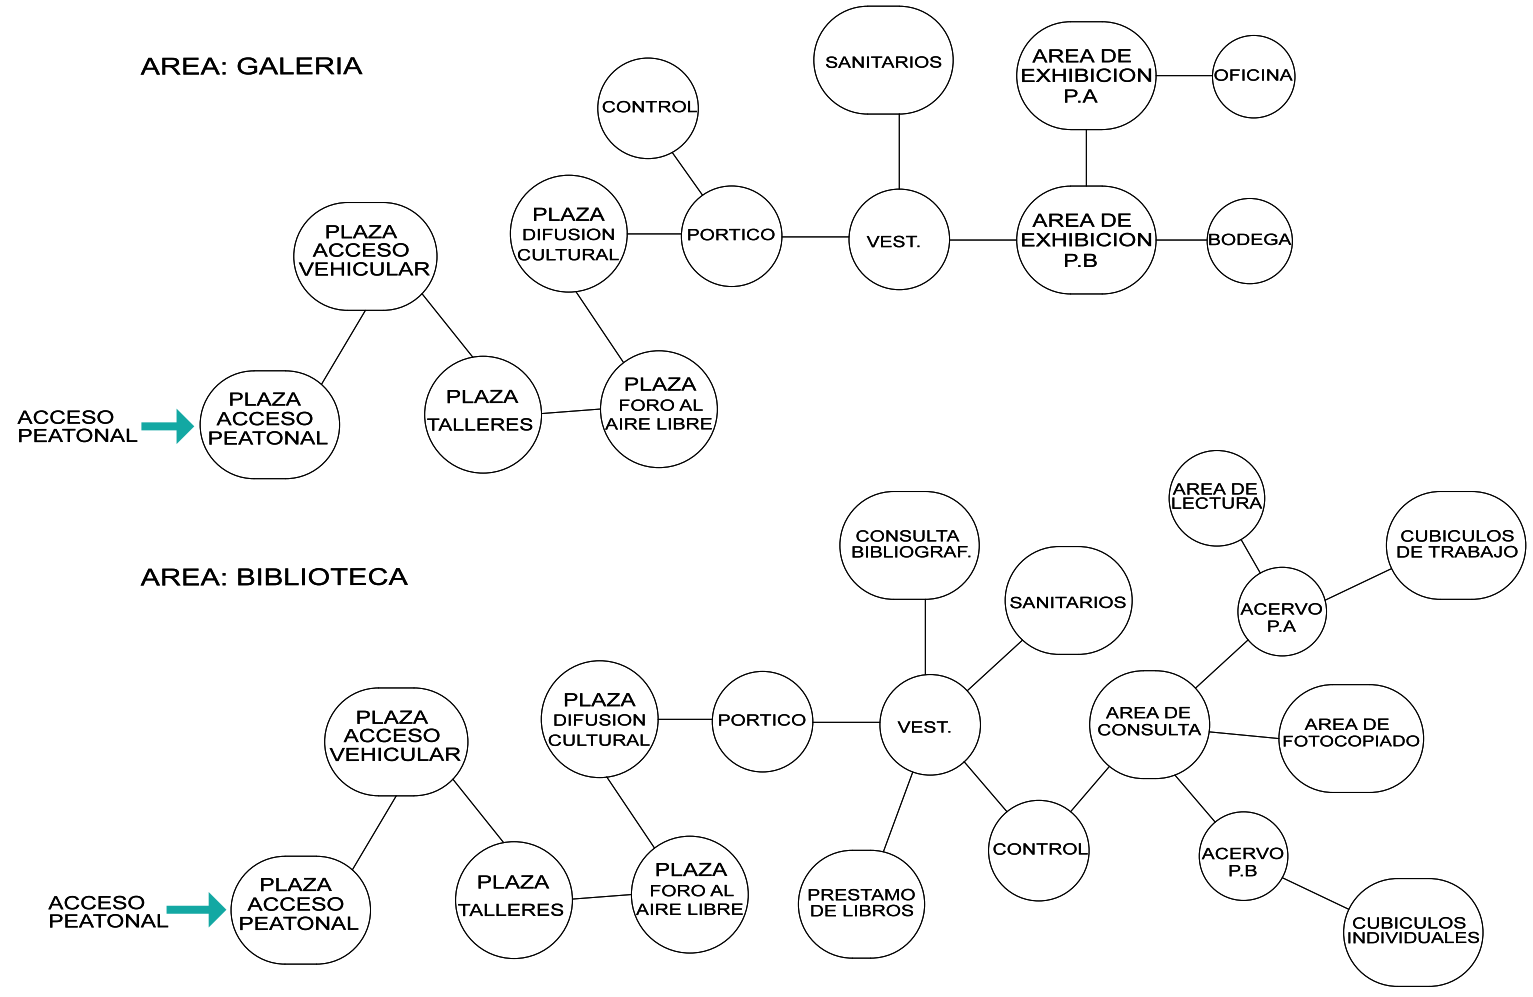 AREA: GALERIA
CONTROL
SANITARIOS
AREA DE
EXHIBICION
P.A
OFICINA
PLAZA
ACCESO
VEHICULAR
PLAZA
DIFUSION
CULTURAL
PORTICO
VEST.
AREA DE
EXHIBICION
P.B
BODEGA
ACCESO
PEATONAL
PLAZA
ACCESO
PEATONAL
PLAZA
TALLERES
PLAZA
FORO AL
AIRE LIBRE
AREA: BIBLIOTECA
CONSULTA
BIBLIOGRAF.
SANITARIOS
AREA DE
LECTURA
CUBICULOS
DE TRABAJO
ACERVO
P.A
PLAZA
ACCESO
VEHICULAR
PLAZA
DIFUSION
CULTURAL
PORTICO
VEST.
AREA DE
CONSULTA
AREA DE
FOTOCOPIADO
ACCESO
PEATONAL
PLAZA
ACCESO
PEATONAL
PLAZA
TALLERES
PLAZA
FORO AL
AIRE LIBRE
PRESTAMO
DE LIBROS
CONTROL
ACERVO
P.B
CUBICULOS
INDIVIDUALES